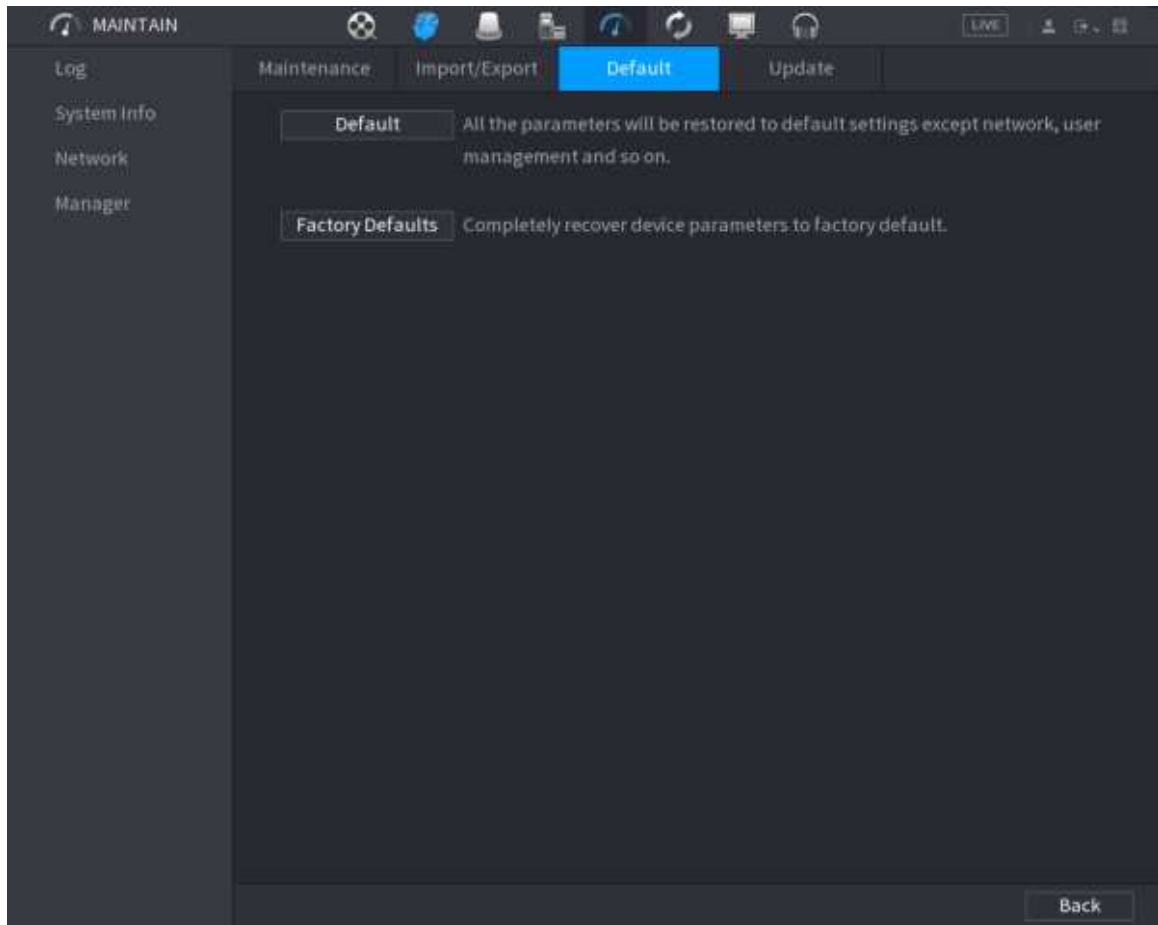 MAINTAIN
LIVE
Log
System Info
Network
Manager
Maintenance Import/Export Default Update
Default All the parameters will be restored to default settings except network, user
management and so on.
Factory Defaults Completely recover device parameters to factory default.
Back